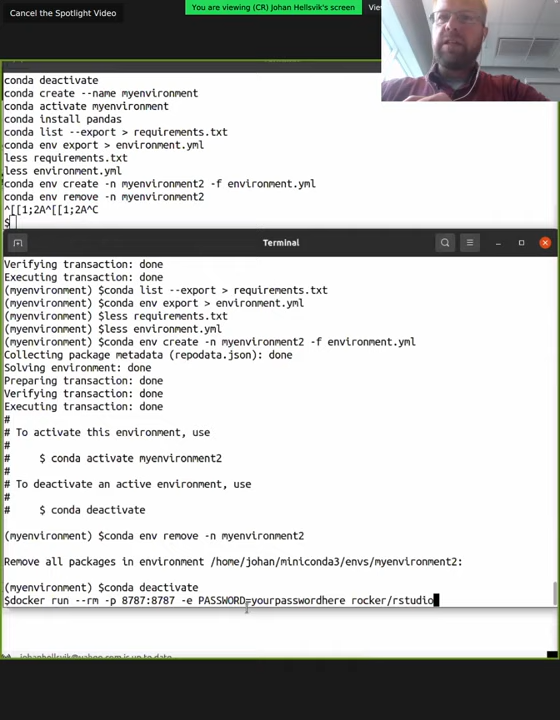 Cancel the Spotlight Video
You are viewing (CR) Johan Hellsvik's screen
conda deactivate
conda create --name myenvironment
conda activate myenvironment
conda install pandas
conda list --export > requirements.txt
conda env export > environment.yml
less requirements.txt
less environment.yml
conda env create -n myenvironment2 -f environment.yml
conda env remove -n myenvironment2
^[[1;2A^[[1;2A^C
$
Terminal
Verifying transaction: done
Executing transaction: done
(myenvironment) $conda list --export > requirements.txt
(myenvironment) $conda env export > environment.yml
(myenvironment) $less requirements.txt
(myenvironment) $less environment.yml
(myenvironment) $conda env create -n myenvironment2 -f environment.yml
Collecting package metadata (repodata.json): done
Solving environment: done
Preparing transaction: done
Verifying transaction: done
Executing transaction: done
#
# To activate this environment, use
#
#     $ conda activate myenvironment2
#
# To deactivate an active environment, use
#
#     $ conda deactivate
(myenvironment) $conda env remove -n myenvironment2
Remove all packages in environment /home/johan/miniconda3/envs/myenvironment2:
(myenvironment) $conda deactivate
$docker run --rm -p 8787:8787 -e PASSWORD=yourpasswordhere rocker/rstudio
johanhellsvik@yahoo.com is up to date